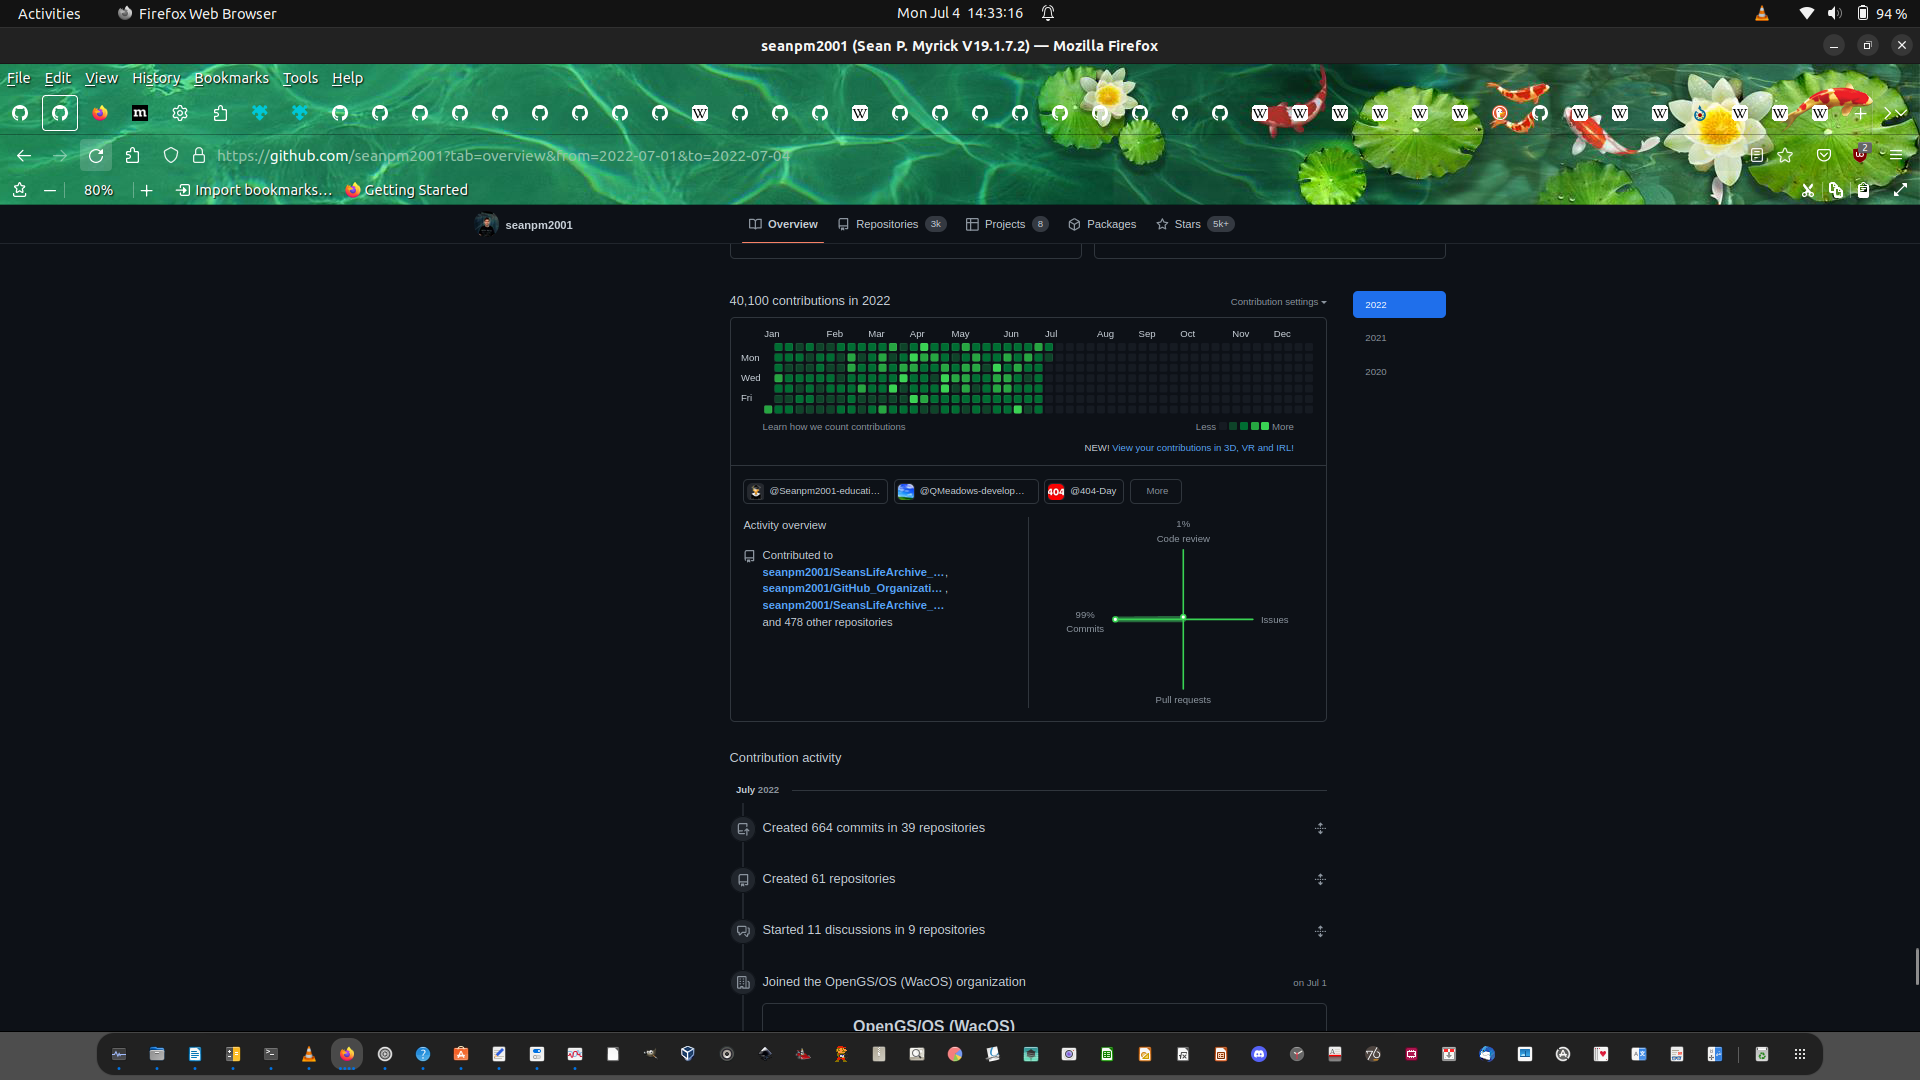 Activities
Firefox Web Browser
Mon Jul 4 14:33:16
94 %
seanpm2001 (Sean P. Myrick V19.1.7.2) — Mozilla Firefox
File Edit View History Bookmarks Tools Help
https://github.com/seanpm2001?tab=overview&from=2022-07-01&to=2022-07-04
2
80%
Import bookmarks…
Getting Started
seanpm2001
Overview
Repositories 3k
Projects 8
Packages
Stars 5k+
40,100 contributions in 2022
Contribution settings
2022
2021
2020
Jan Feb Mar Apr May Jun Jul Aug Sep Oct Nov Dec
Mon
Wed
Fri
Learn how we count contributions
Less More
NEW! View your contributions in 3D, VR and IRL!
@Seanpm2001-educati…
@QMeadows-develop…
404 @404-Day
More
Activity overview
Contributed to
seanpm2001/SeansLifeArchive_…,
seanpm2001/GitHub_Organizati… ,
seanpm2001/SeansLifeArchive_…
and 478 other repositories
1%
Code review
99%
Commits
Issues
Pull requests
Contribution activity
July 2022
Created 664 commits in 39 repositories
Created 61 repositories
Started 11 discussions in 9 repositories
Joined the OpenGS/OS (WacOS) organization
on Jul 1
OpenGS/OS (WacOS)